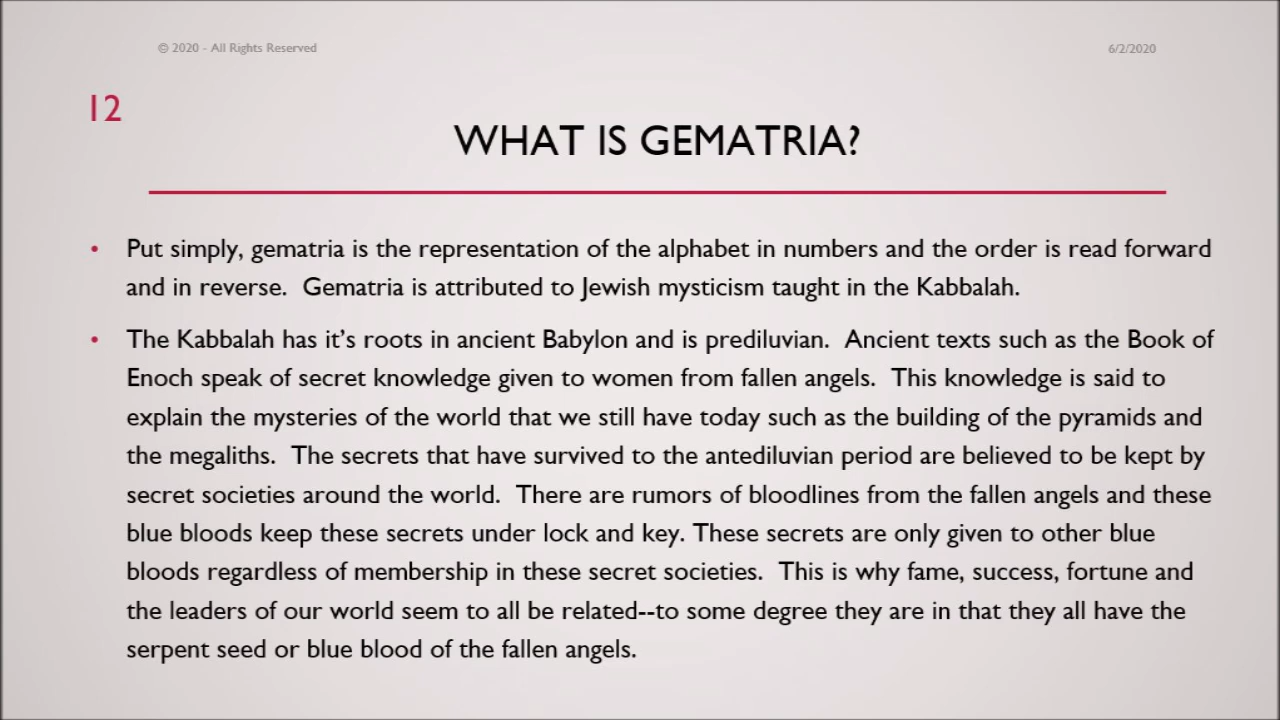 © 2020 - All Rights Reserved
6/2/2020
12
WHAT IS GEMATRIA?
• Put simply, gematria is the representation of the alphabet in numbers and the order is read forward
and in reverse.  Gematria is attributed to Jewish mysticism taught in the Kabbalah.
• The Kabbalah has it's roots in ancient Babylon and is prediluvian.  Ancient texts such as the Book of
Enoch speak of secret knowledge given to women from fallen angels.  This knowledge is said to
explain the mysteries of the world that we still have today such as the building of the pyramids and
the megaliths.  The secrets that have survived to the antediluvian period are believed to be kept by
secret societies around the world.  There are rumors of bloodlines from the fallen angels and these
blue bloods keep these secrets under lock and key. These secrets are only given to other blue
bloods regardless of membership in these secret societies.  This is why fame, success, fortune and
the leaders of our world seem to all be related--to some degree they are in that they all have the
serpent seed or blue blood of the fallen angels.